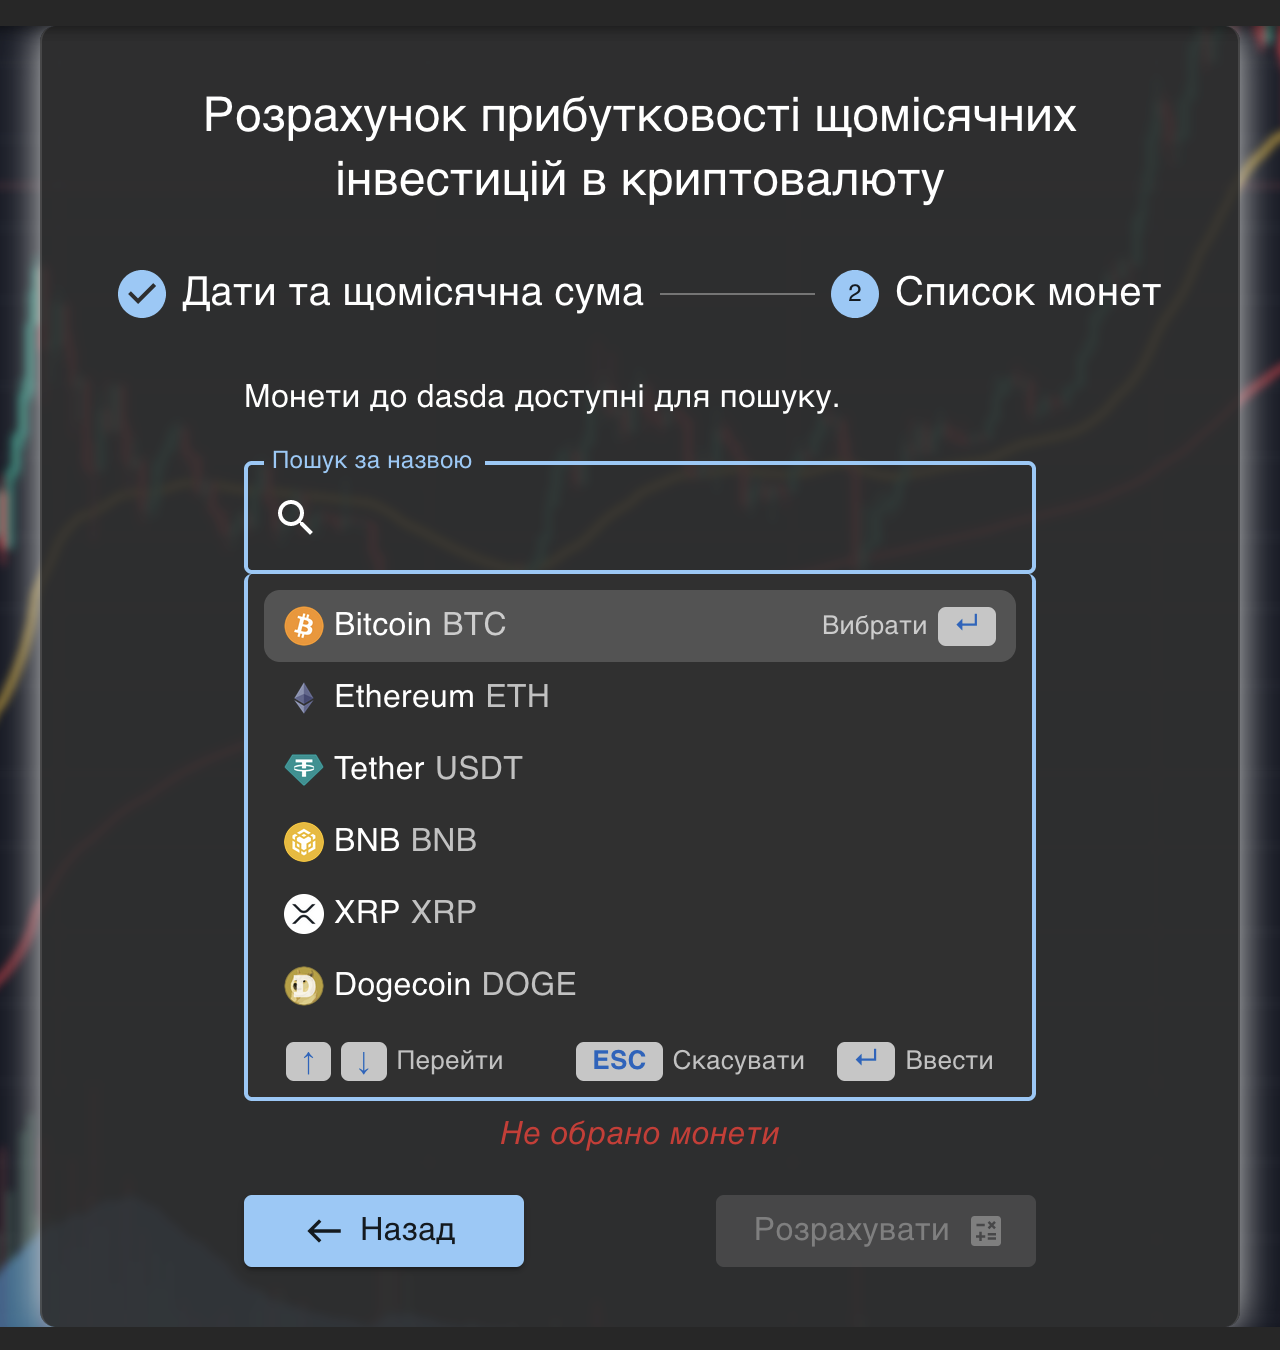 Розрахунок прибутковості щомісячних
інвестицій в криптовалюту
Дати та щомісячна сума
2 Список монет
Монети до dasda доступні для пошуку.
Пошук за назвою
Bitcoin BTC Вибрати
Ethereum ETH
Tether USDT
BNB BNB
XRP XRP
Dogecoin DOGE
↑ ↓ Перейти ESC Скасувати Ввести
Не обрано монети
Назад
Розрахувати